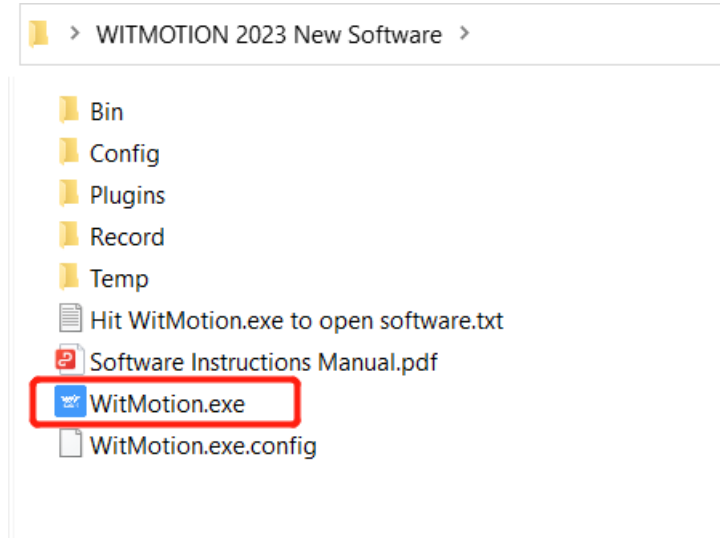 > WITMOTION 2023 New Software >
Bin
Config
Plugins
Record
Temp
Hit WitMotion.exe to open software.txt
Software Instructions Manual.pdf
WitMotion.exe
WitMotion.exe.config